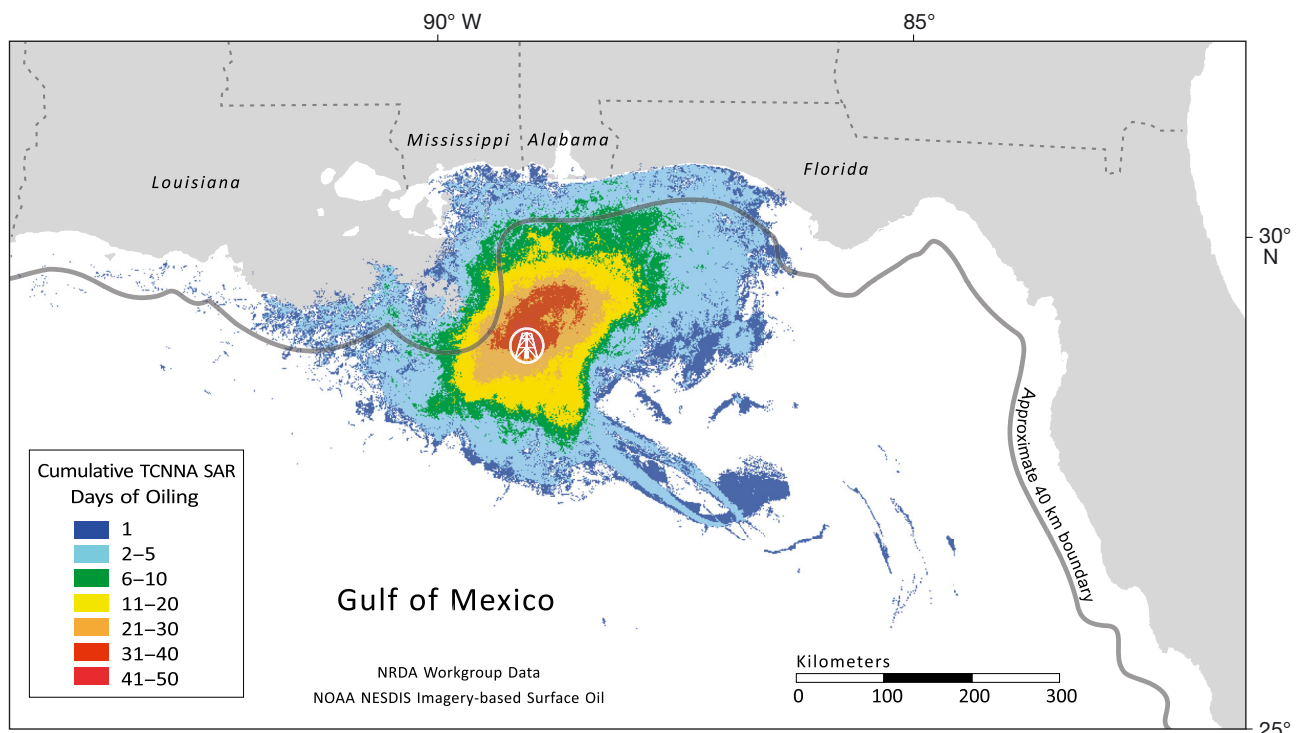 90° W
85°
Mississippi
Alabama
Louisiana
Florida
30°
N
Approximate 40 km boundary
Cumulative TCNNA SAR
Days of Oiling
1
2–5
6–10
11–20
21–30
31–40
41–50
Gulf of Mexico
NRDA Workgroup Data
NOAA NESDIS Imagery-based Surface Oil
Kilometers
0 100 200 300
25°